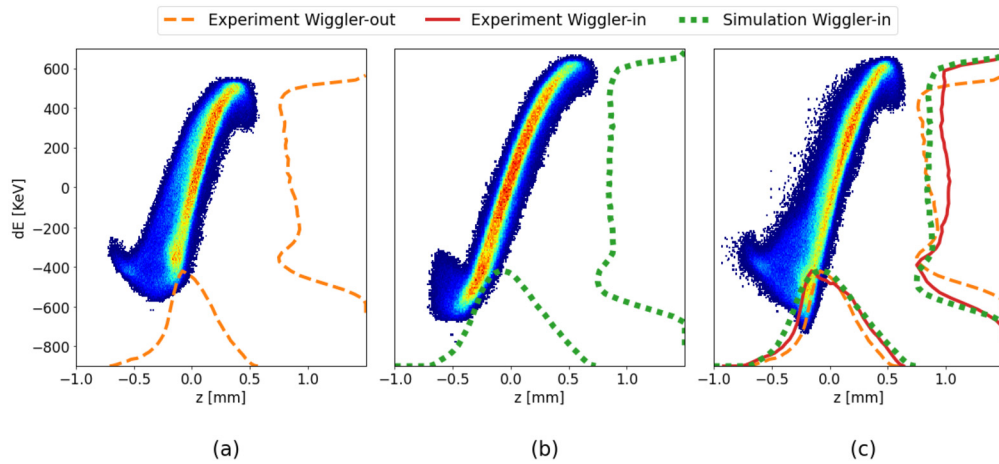 Experiment Wiggler-out Experiment Wiggler-in Simulation Wiggler-in
dE [KeV]
600
400
200
0
−200
−400
−600
−800
−1.0 −0.5 0.0 0.5 1.0
z [mm]
(a)
−1.0 −0.5 0.0 0.5 1.0
z [mm]
(b)
−1.0 −0.5 0.0 0.5 1.0
z [mm]
(c)